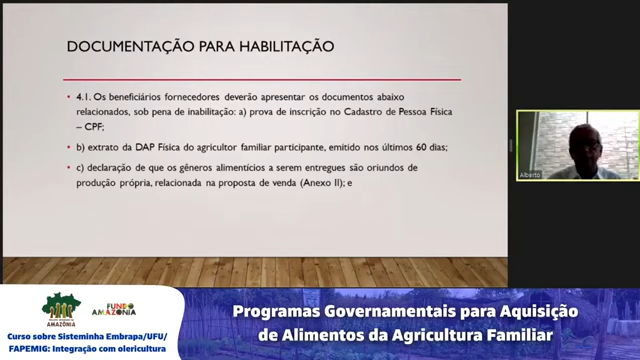 DOCUMENTAÇÃO PARA HABILITAÇÃO
• 4.1. Os beneficiários fornecedores deverão apresentar os documentos abaixo
relacionados, sob pena de inabilitação: a) prova de inscrição no Cadastro de Pessoa Física
– CPF;
• b) extrato da DAP Física do agricultor familiar participante, emitido nos últimos 60 dias;
• c) declaração de que os gêneros alimentícios a serem entregues são oriundos de
produção própria, relacionada na proposta de venda (Anexo II); e
Alberto
AMAZÔNIA
FUNDO
AMAZÔNIA
Curso sobre Sisteminha Embrapa/UFU/
FAPEMIG: Integração com olericultura
Programas Governamentais para Aquisição
de Alimentos da Agricultura Familiar